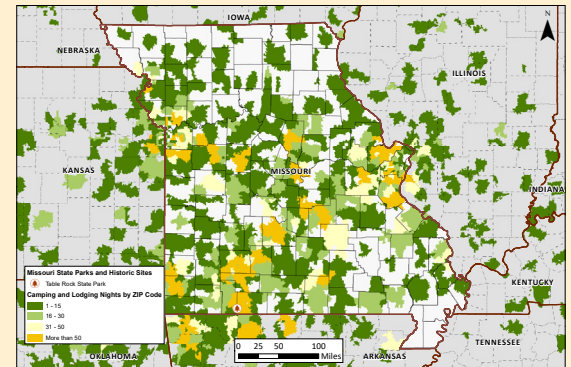 IOWA
N
NEBRASKA
ILLINOIS
KANSAS
MISSOURI
INDIANA
Missouri State Parks and Historic Sites
Table Rock State Park
Camping and Lodging Nights by ZIP Code
1 - 15
16 - 30
31 - 50
More than 50
KENTUCKY
0 25 50 100
Miles
TENNESSEE
OKLAHOMA
ARKANSAS